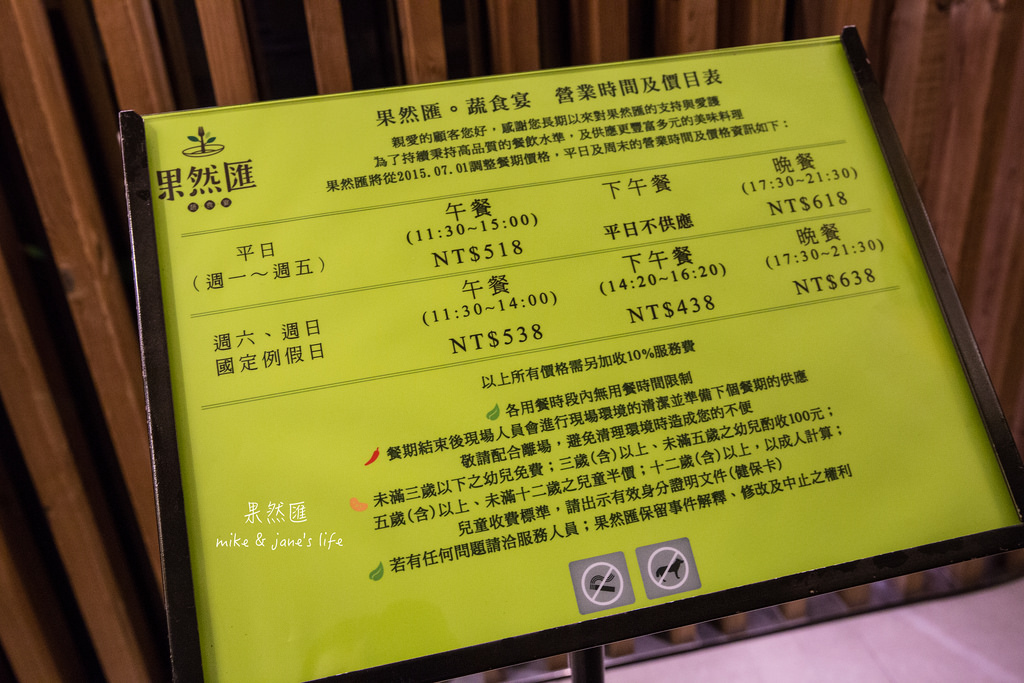 果然匯。蔬食宴　營業時間及價目表
親愛的顧客您好，感謝您長期以來對果然匯的支持與愛護
為了持續秉持高品質的餐飲水準，及供應更豐富多元的美味料理
果然匯將從2015.07.01調整餐期價格，平日及周末的營業時間及價格資訊如下：
果然匯
蔬食宴
午餐 下午餐 晚餐
(11:30~15:00) (17:30~21:30)
平日 NT$518 平日不供應 NT$618
（週一～週五）
午餐 下午餐 晚餐
(11:30~14:00) (14:20~16:20) (17:30~21:30)
週六、週日 NT$538 NT$438 NT$638
國定例假日
以上所有價格需另加收10%服務費
各用餐時段內無用餐時間限制
餐期結束後現場人員會進行現場環境的清潔並準備下個餐期的供應
敬請配合離場，避免清理環境時造成您的不便
未滿三歲以下之幼兒免費；三歲(含)以上、未滿五歲之幼兒酌收100元；
五歲(含)以上、未滿十二歲之兒童半價；十二歲(含)以上，以成人計算；
兒童收費標準，請出示有效身分證明文件(健保卡)
若有任何問題請洽服務人員；果然匯保留事件解釋、修改及中止之權利
果然匯
mike & jane's life